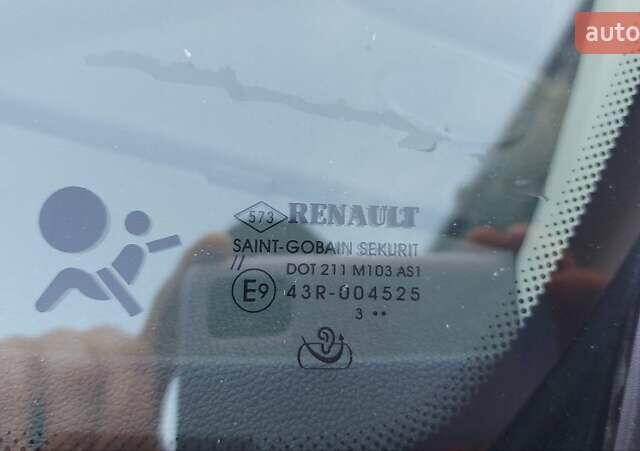 auto
573 RENAULT
SAINT-GOBAIN SEKURIT
//
DOT 211 M103 AS1
E9 43R-004525
3 ••